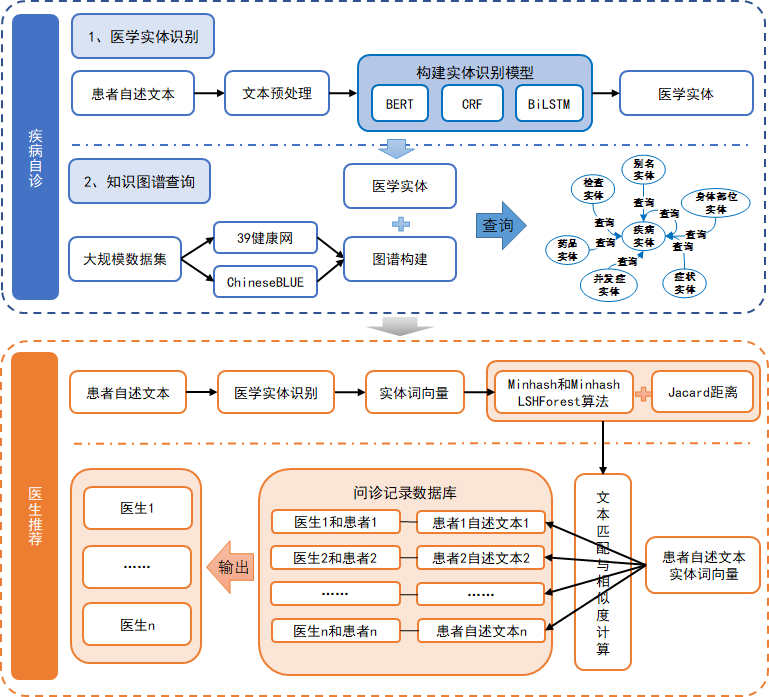 疾病自诊
1、医学实体识别
患者自述文本
文本预处理
构建实体识别模型
BERT
CRF
BiLSTM
医学实体
2、知识图谱查询
大规模数据集
39健康网
ChineseBLUE
医学实体
图谱构建
查询
别名
实体
检查
实体
身体部位
实体
查询
查询
查询
药品
实体
查询
疾病
实体
查询
查询
查询
并发症
实体
症状
实体
医生推荐
患者自述文本
医学实体识别
实体词向量
Minhash和Minhash
LSHForest算法
Jacard距离
医生1
......
医生n
输出
问诊记录数据库
医生1和患者1
患者1自述文本1
医生2和患者2
患者2自述文本2
......
......
医生n和患者n
患者自述文本n
文本匹配与相似度计算
患者自述文本
实体词向量